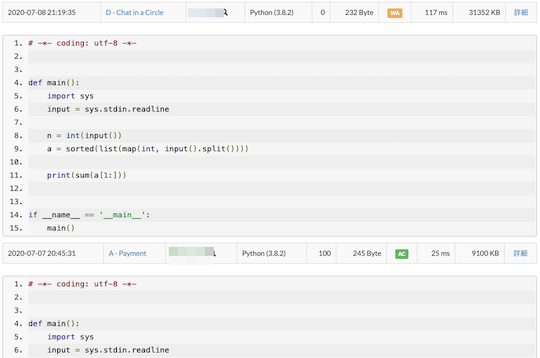 2020-07-08 21:19:35 D - Chat in a Circle Python (3.8.2) 0 232 Byte WA 117 ms 31352 KB 詳細
1. # -*- coding: utf-8 -*-
2.
3.
4. def main():
5.     import sys
6.     input = sys.stdin.readline
7.
8.     n = int(input())
9.     a = sorted(list(map(int, input().split())))
10.
11.     print(sum(a[1:]))
12.
13.
14. if __name__ == '__main__':
15.     main()
2020-07-07 20:45:31 A - Payment Python (3.8.2) 100 245 Byte AC 25 ms 9100 KB 詳細
1. # -*- coding: utf-8 -*-
2.
3.
4. def main():
5.     import sys
6.     input = sys.stdin.readline